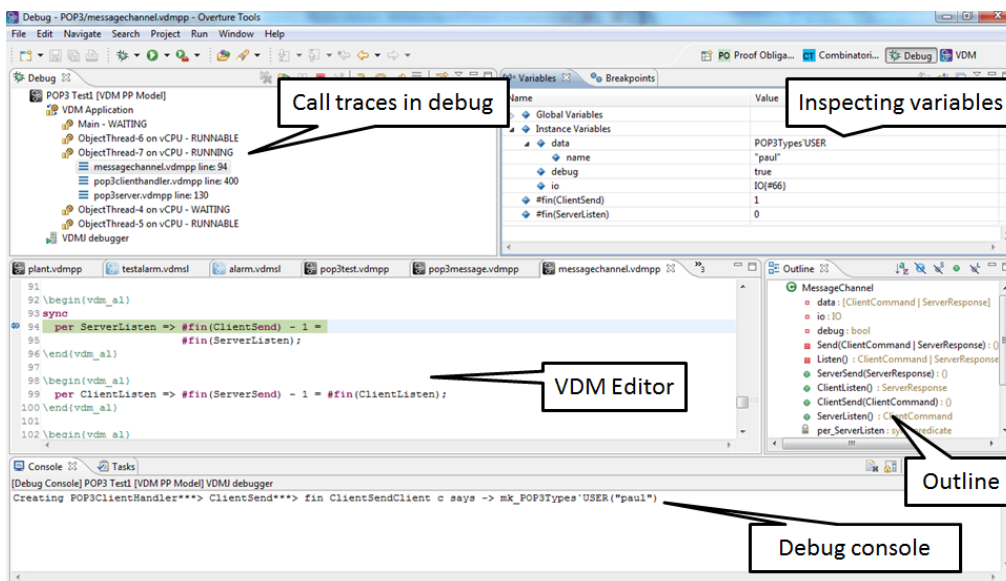 Debug - POP3/messagechannel.vdmpp - Overture Tools
File Edit Navigate Search Project Run Window Help
PO Proof Obliga... CT Combinatori... Debug VDM
Debug
POP3 Test1 [VDM PP Model]
VDM Application
Main - WAITING
ObjectThread-6 on vCPU - RUNNABLE
ObjectThread-7 on vCPU - RUNNING
messagechannel.vdmpp line: 94
pop3clienthandler.vdmpp line: 400
pop3server.vdmpp line: 130
ObjectThread-4 on vCPU - WAITING
ObjectThread-5 on vCPU - RUNNABLE
VDMJ debugger
Call traces in debug
Variables Breakpoints
Name Value
Global Variables
Instance Variables
data POP3Types`USER
name "paul"
debug true
io IO{#66}
#fin(ClientSend) 1
#fin(ServerListen) 0
Inspecting variables
plant.vdmpp testalarm.vdmsl alarm.vdmsl pop3test.vdmpp pop3message.vdmpp messagechannel.vdmpp »3
91
92 \begin{vdm_al}
93 sync
94 per ServerListen => #fin(ClientSend) - 1 =
95 #fin(ServerListen);
96 \end{vdm_al}
97
98 \begin{vdm_al}
99 per ClientListen => #fin(ServerSend) - 1 = #fin(ClientListen);
100 \end{vdm_al}
101
102 \begin{vdm_al}
VDM Editor
Outline
MessageChannel
data : [ClientCommand | ServerResponse]
io : IO
debug : bool
Send(ClientCommand | ServerResponse) : ()
Listen() : ClientCommand | ServerResponse
ServerSend(ServerResponse) : ()
ClientListen() : ServerResponse
ClientSend(ClientCommand) : ()
ServerListen() : ClientCommand
per_ServerListen :
Outline
Console Tasks
[Debug Console] POP3 Test1 [VDM PP Model] VDMJ debugger
Creating POP3ClientHandler***> ClientSend***> fin ClientSendClient c says -> mk_POP3Types`USER("paul")
Debug console